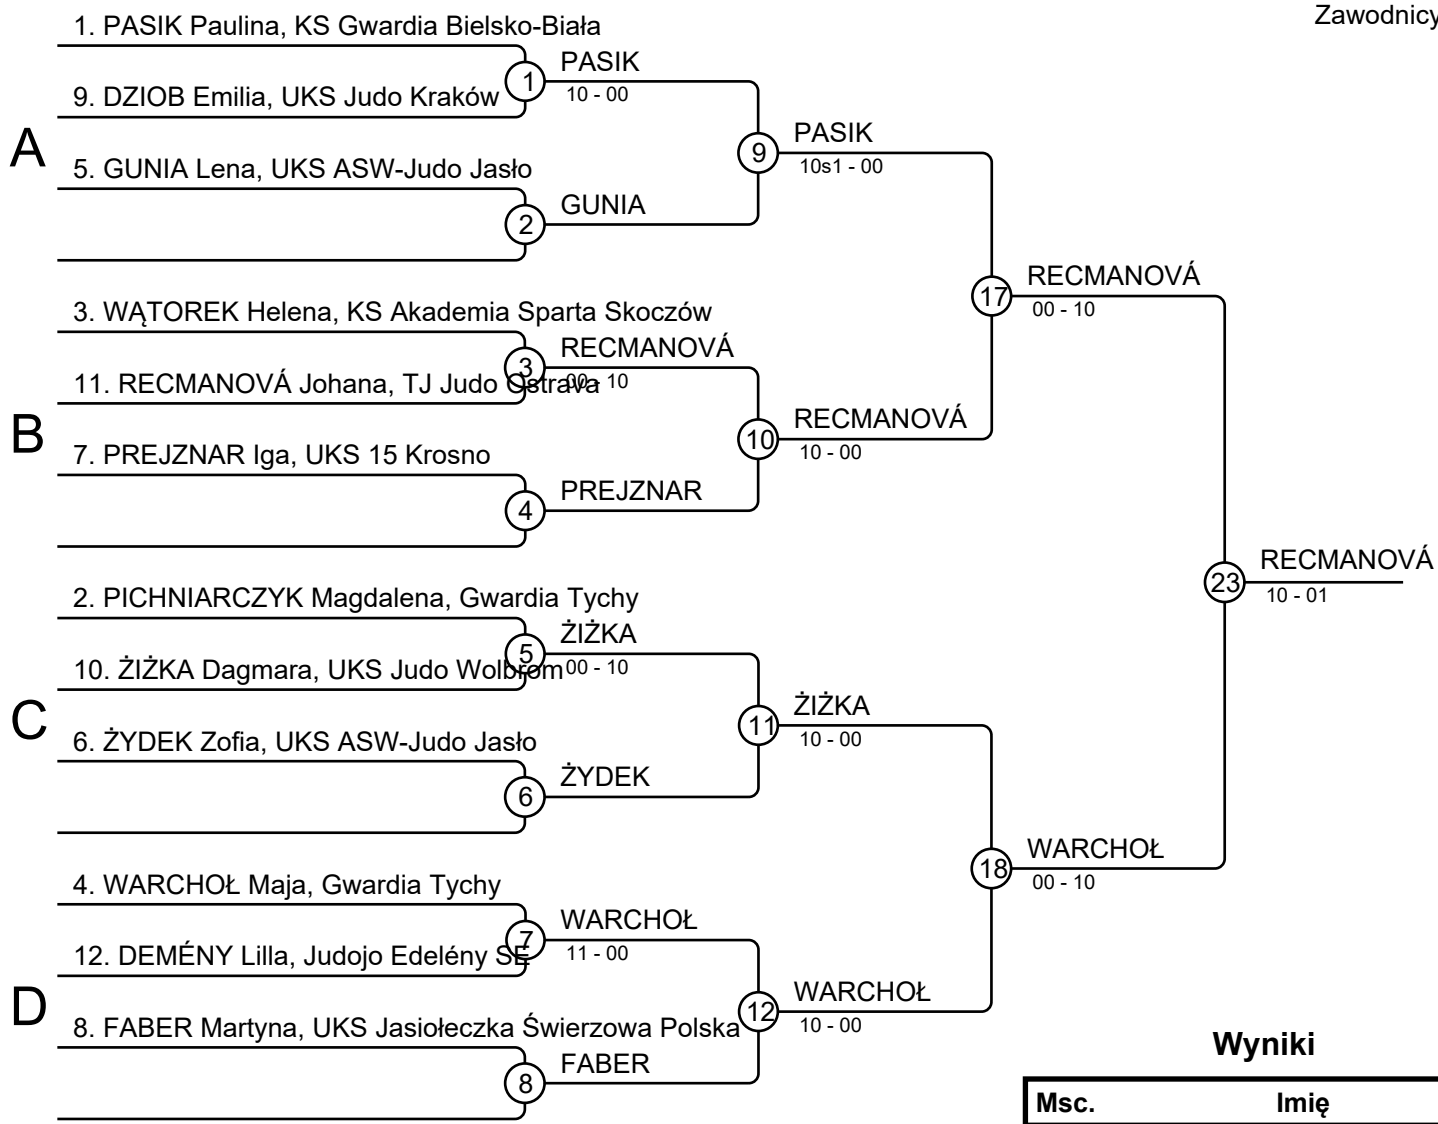 Zawodnicy
1. PASIK Paulina, KS Gwardia Bielsko-Biała
1
PASIK
10 - 00
9. DZIOB Emilia, UKS Judo Kraków
A
9
PASIK
10s1 - 00
5. GUNIA Lena, UKS ASW-Judo Jasło
2
GUNIA
17
RECMANOVÁ
00 - 10
3. WĄTOREK Helena, KS Akademia Sparta Skoczów
3
RECMANOVÁ
00 - 10
11. RECMANOVÁ Johana, TJ Judo Ostrava
B
10
RECMANOVÁ
10 - 00
7. PREJZNAR Iga, UKS 15 Krosno
4
PREJZNAR
23
RECMANOVÁ
10 - 01
2. PICHNIARCZYK Magdalena, Gwardia Tychy
5
ŻIŻKA
00 - 10
10. ŻIŻKA Dagmara, UKS Judo Wolbrom
C
11
ŻIŻKA
10 - 00
6. ŻYDEK Zofia, UKS ASW-Judo Jasło
6
ŻYDEK
18
WARCHOŁ
00 - 10
4. WARCHOŁ Maja, Gwardia Tychy
7
WARCHOŁ
11 - 00
12. DEMÉNY Lilla, Judojo Edelény SE
D
12
WARCHOŁ
10 - 00
8. FABER Martyna, UKS Jasiołeczka Świerzowa Polska
8
FABER
Wyniki
Msc. Imię